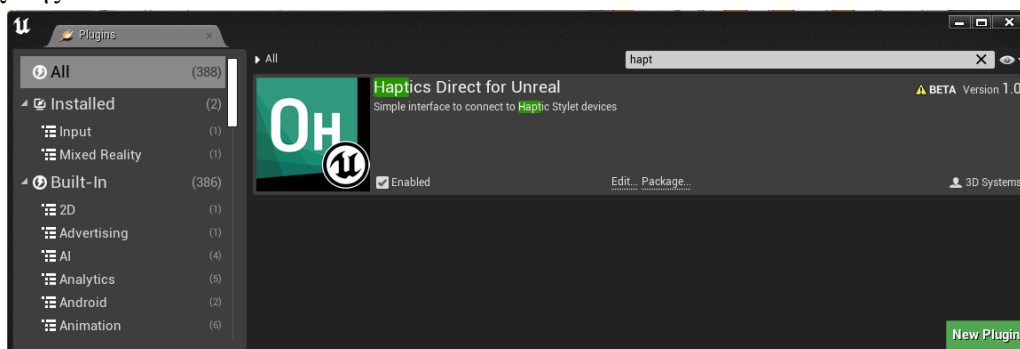 Plugins
All (388)
Installed (2)
Input (1)
Mixed Reality (1)
Built-In (386)
2D (1)
Advertising (1)
AI (4)
Analytics (5)
Android (2)
Animation (6)
All
hapt
OH
Haptics Direct for Unreal
Simple interface to connect to Haptic Stylet devices
BETA Version 1.0
Enabled
Edit... Package...
3D Systems
New Plugin